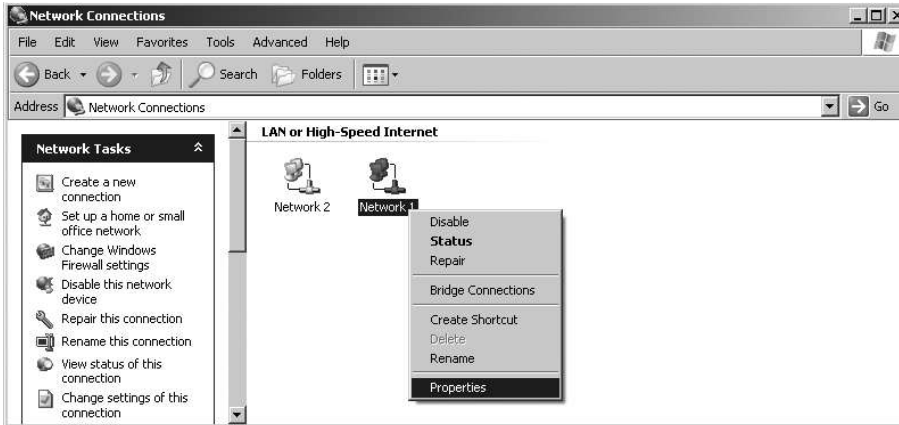 Network Connections
File Edit View Favorites Tools Advanced Help
Back Search Folders
Address Network Connections Go
Network Tasks
Create a new
connection
Set up a home or small
office network
Change Windows
Firewall settings
Disable this network
device
Repair this connection
Rename this connection
View status of this
connection
Change settings of this
connection
LAN or High-Speed Internet
Network 2 Network 1
Disable
Status
Repair
Bridge Connections
Create Shortcut
Delete
Rename
Properties